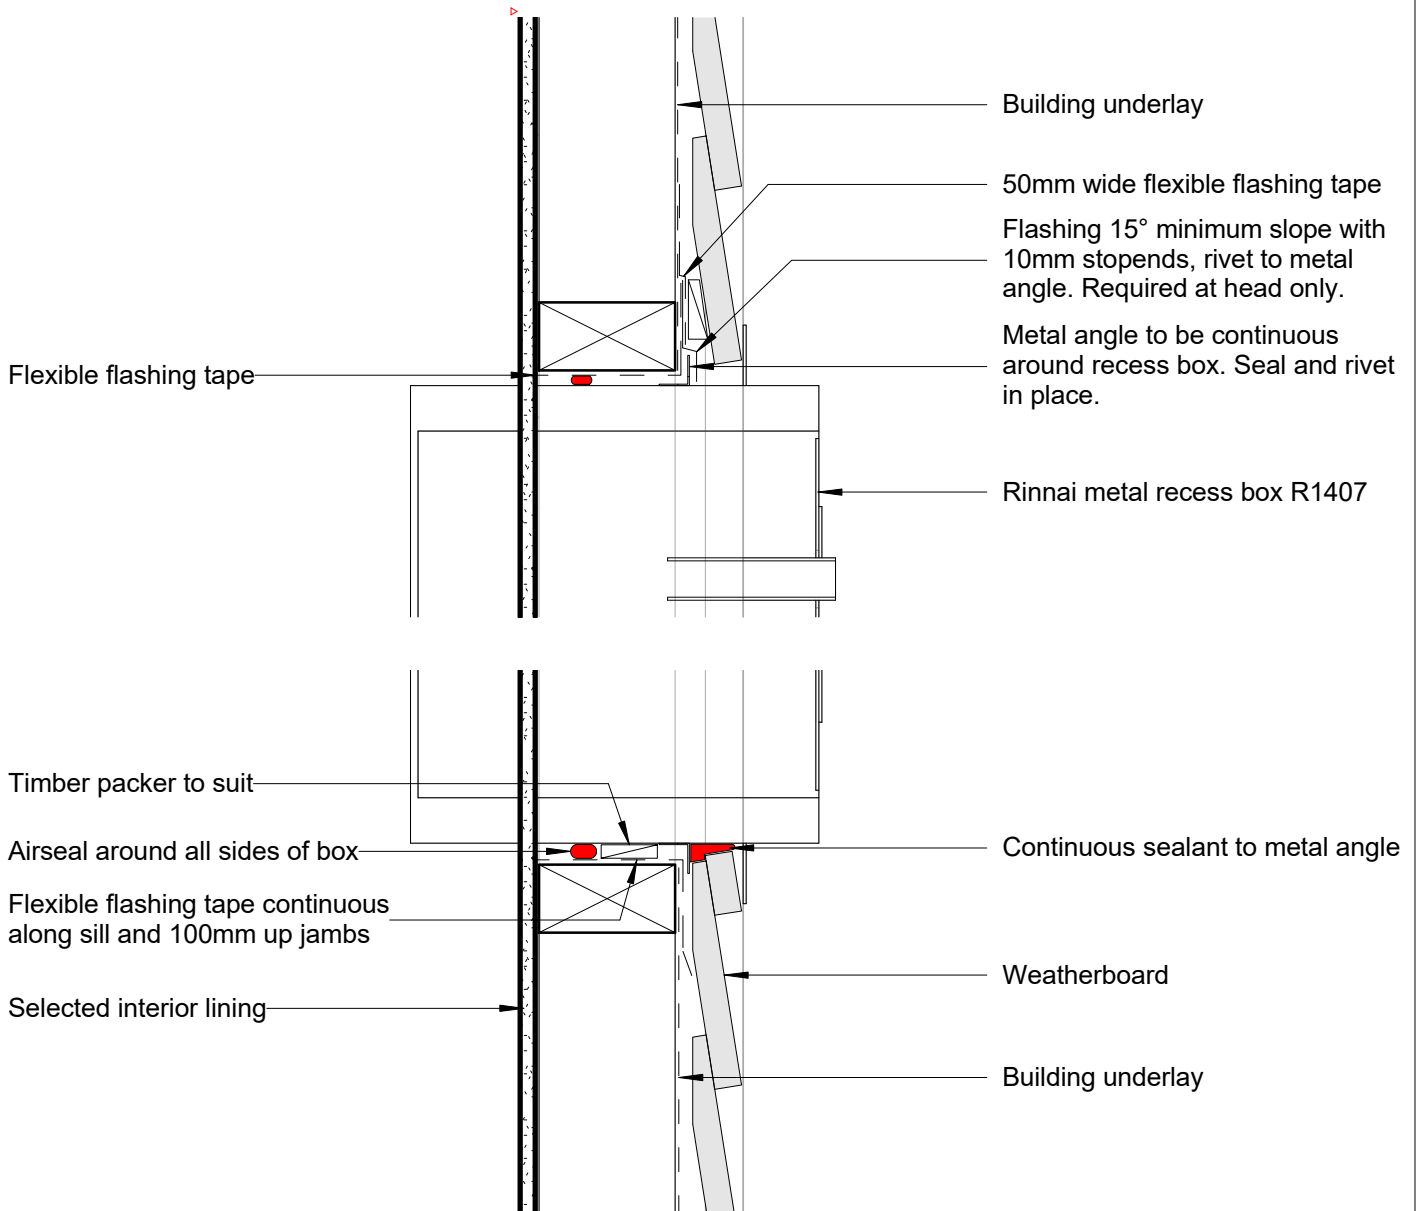 Building underlay
50mm wide flexible flashing tape
Flashing 15° minimum slope with
10mm stopends, rivet to metal
angle. Required at head only.
Metal angle to be continuous
around recess box. Seal and rivet
in place.
Flexible flashing tape
Rinnai metal recess box R1407
Timber packer to suit
Airseal around all sides of box
Continuous sealant to metal angle
Flexible flashing tape continuous
along sill and 100mm up jambs
Weatherboard
Selected interior lining
Building underlay